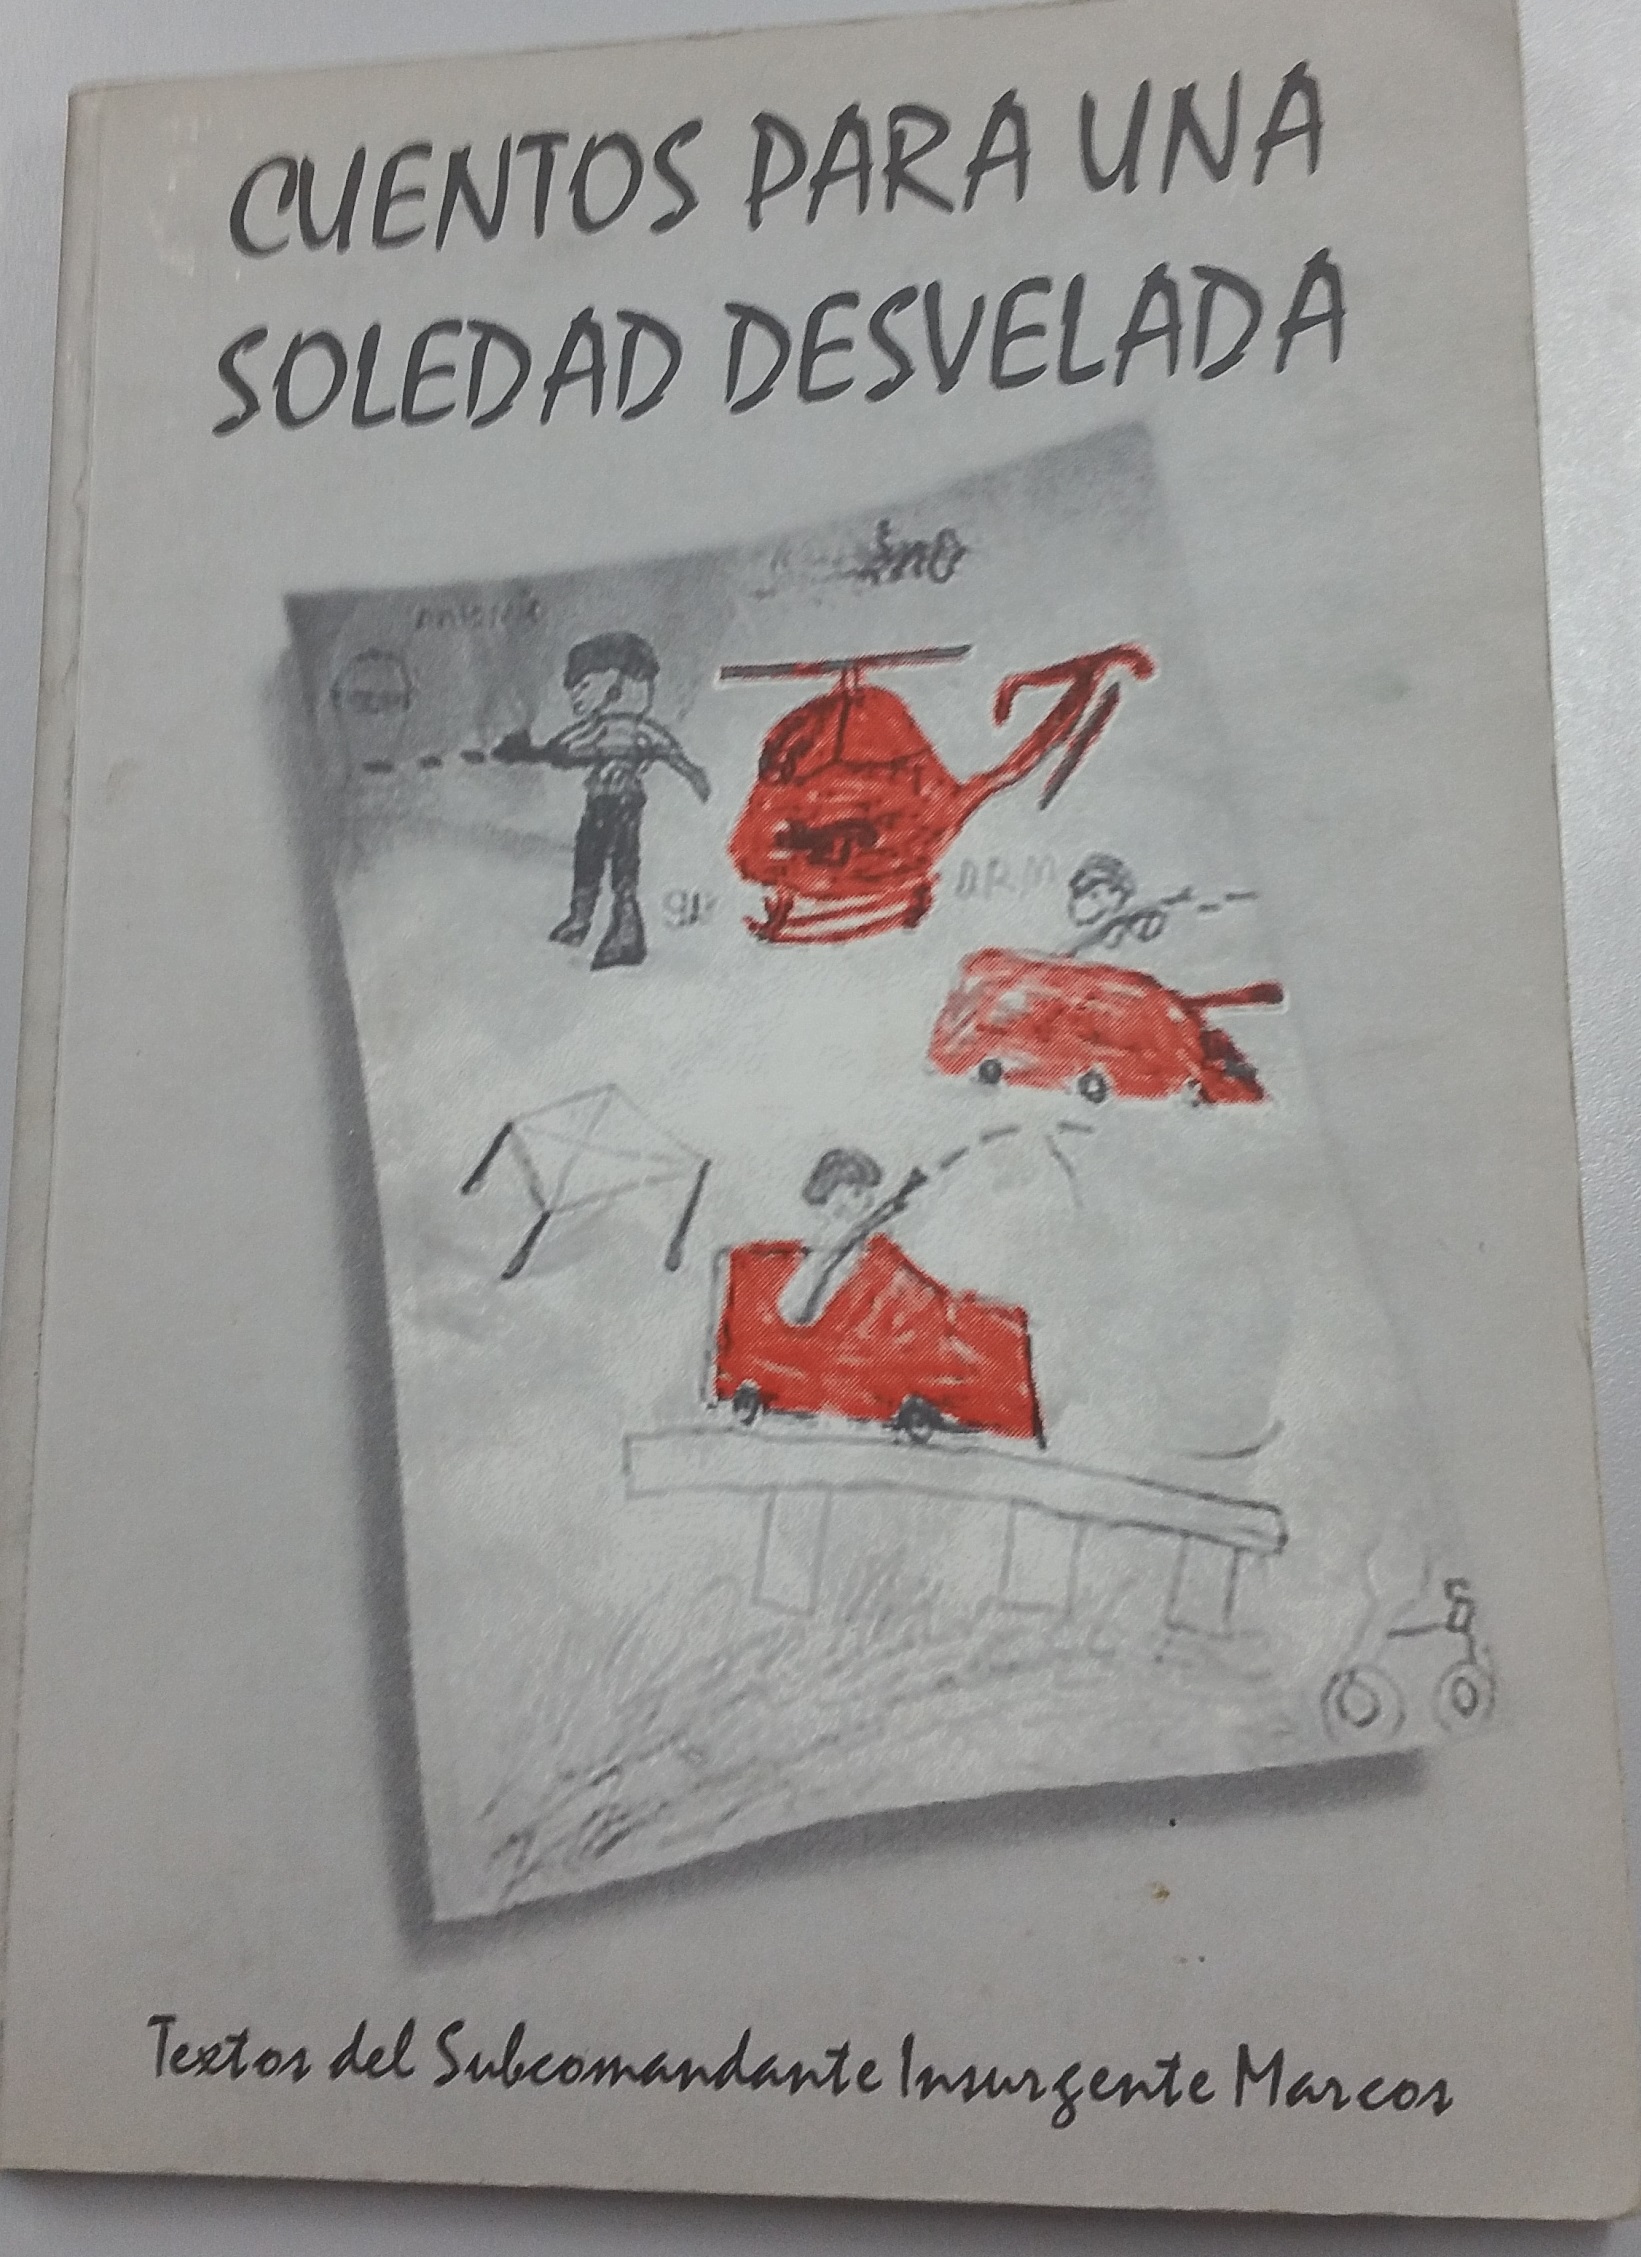 CUENTOS PARA UNA
SOLEDAD DESVELADA
Textos del Subcomandante Insurgente Marcos